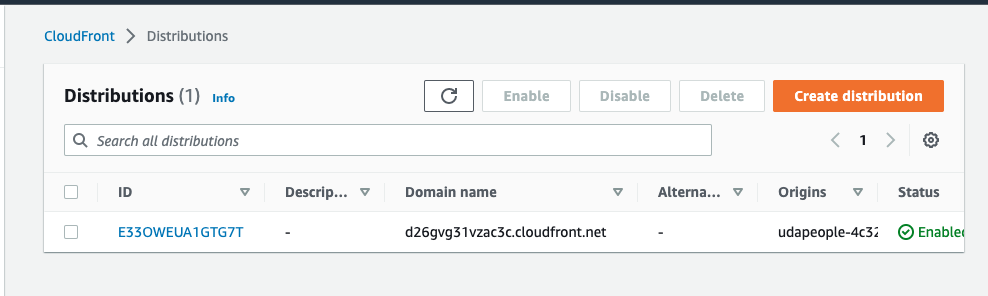 CloudFront > Distributions
Distributions (1) Info Enable Disable Delete Create distribution
Search all distributions 1
ID Descrip... Domain name Alterna... Origins Status
E33OWEUA1GTG7T - d26gvg31vzac3c.cloudfront.net - udapeople-4c32 Enabled